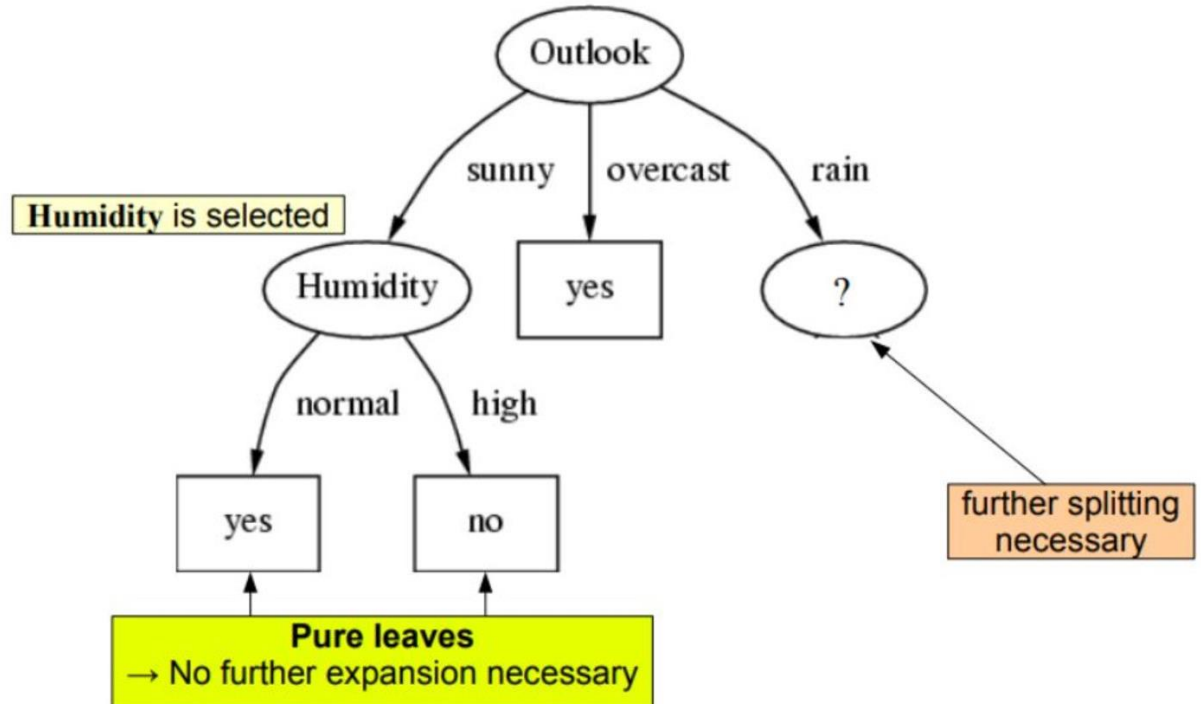 Outlook
sunny
overcast
rain
Humidity is selected
Humidity
yes
?
normal
high
yes
no
further splitting
necessary
Pure leaves
→ No further expansion necessary